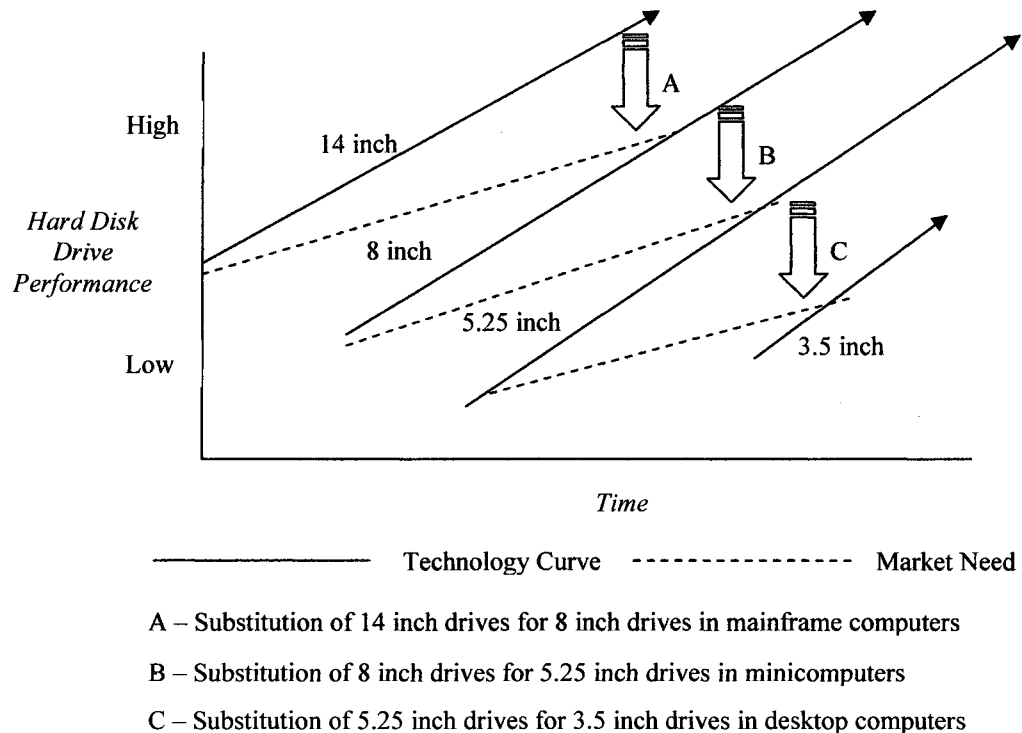 A
High
14 inch
B
Hard Disk
Drive
Performance
8 inch
C
5.25 inch
3.5 inch
Low
Time
Technology Curve
Market Need
A – Substitution of 14 inch drives for 8 inch drives in mainframe computers
B – Substitution of 8 inch drives for 5.25 inch drives in minicomputers
C – Substitution of 5.25 inch drives for 3.5 inch drives in desktop computers